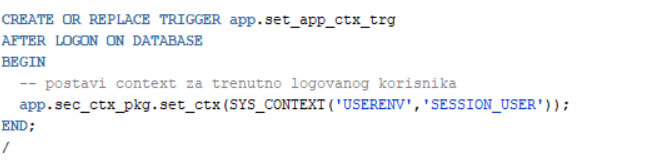 CREATE OR REPLACE TRIGGER app.set_app_ctx_trg
AFTER LOGON ON DATABASE
BEGIN
  -- postavi context za trenutno logovanog korisnika
  app.sec_ctx_pkg.set_ctx(SYS_CONTEXT('USERENV','SESSION_USER'));
END;
/